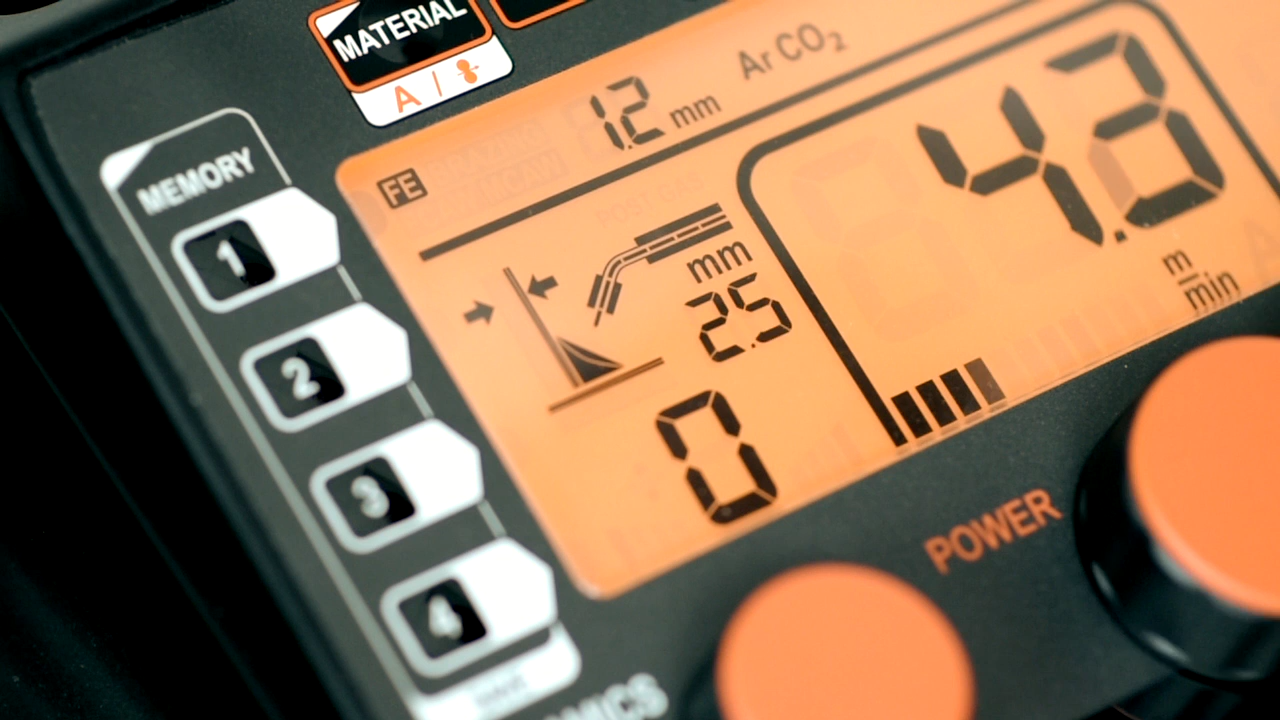 MATERIAL
A |
MEMORY
1
2
3
4
FE
1.2 mm
Ar CO₂
mm
2.5
0
4.3
m
min
POWER